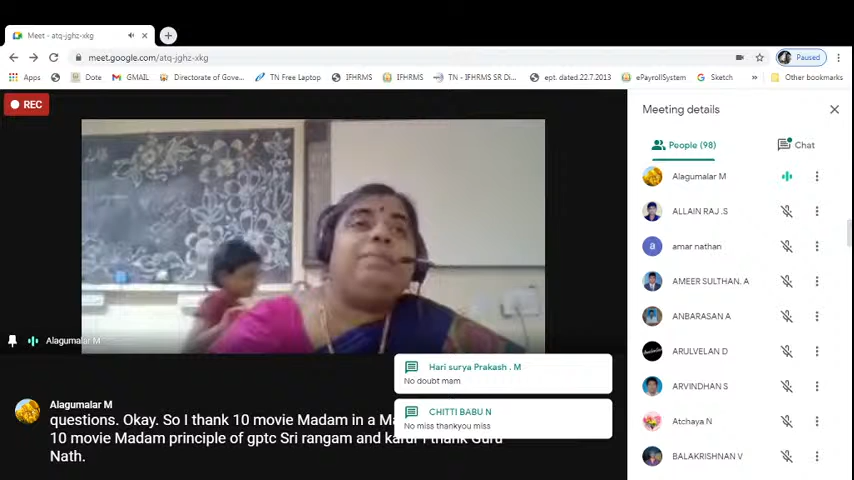 Meet - atq-jghz-xkg
meet.google.com/atq-jghz-xkg
Paused
Apps
Dote
GMAIL
Directorate of Gove...
TN Free Laptop
IFHRMS
IFHRMS
TN - IFHRMS SR Di...
ept. dated.22.7.2013
ePayrollSystem
Sketch
Other bookmarks
REC
Alagumalar M
Meeting details
People (98)
Chat
Alagumalar M
ALLAIN RAJ .S
a
amar nathan
AMEER SULTHAN. A
ANBARASAN A
ARULVELAN D
ARVINDHAN S
Atchaya N
BALAKRISHNAN V
Hari surya Prakash . M
No doubt mam
CHITTI BABU N
No miss thankyou miss
Alagumalar M
questions. Okay. So I thank 10 movie Madam in a
10 movie Madam principle of gptc Sri rangam and
Nath.